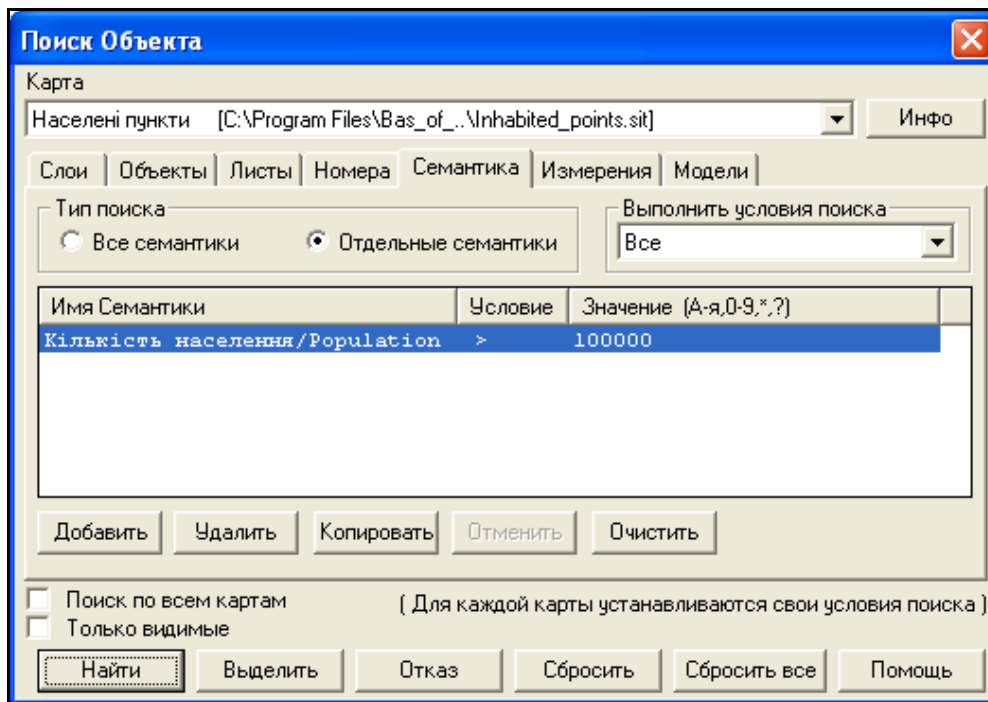 Поиск Объекта
Карта
Населені пункти [C:\Program Files\Bas_of_..\Inhabited_points.sit] Инфо
Слои Объекты Листы Номера Семантика Измерения Модели
Тип поиска Выполнить условия поиска
Все семантики Отдельные семантики Все
Имя Семантики Условие Значение (А-я,0-9,*,?)
Кількість населення/Population > 100000
Добавить Удалить Копировать Отменить Очистить
Поиск по всем картам ( Для каждой карты устанавливаются свои условия поиска )
Только видимые
Найти Выделить Отказ Сбросить Сбросить все Помощь